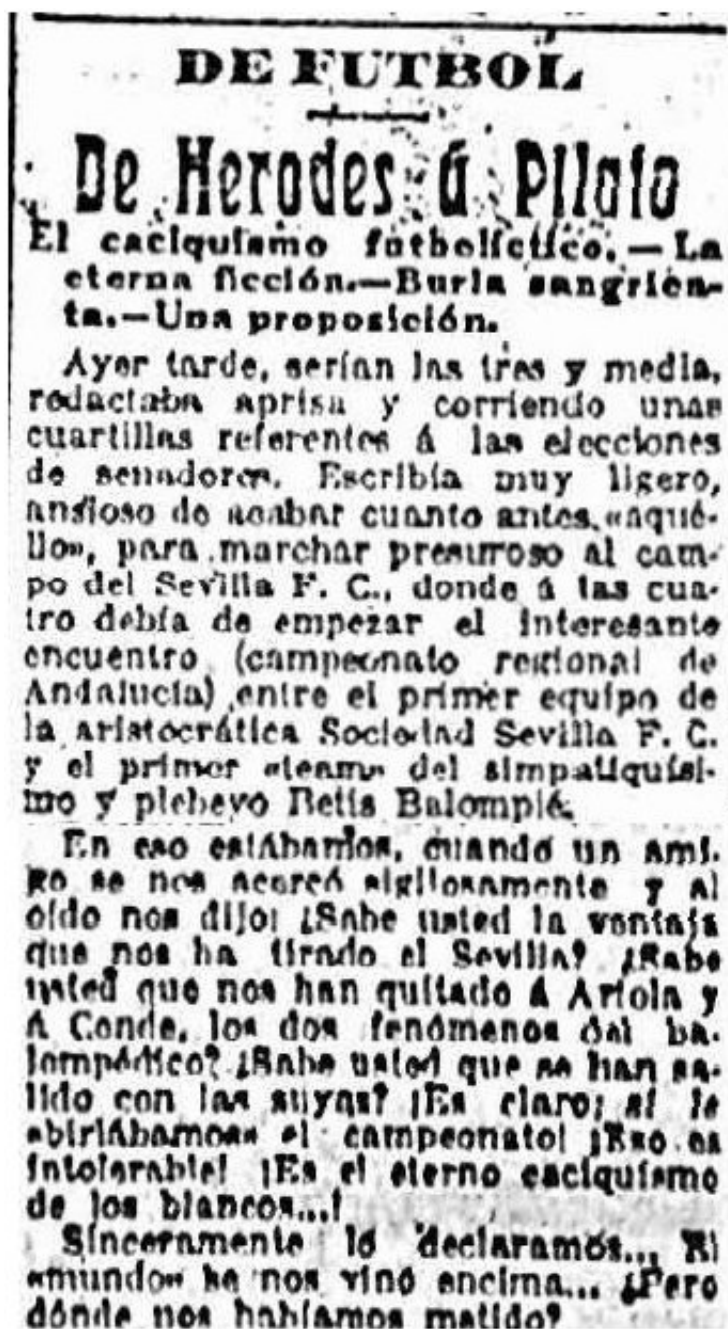 DE FUTBOL
De Herodes á Pilato
El caciquismo futbolíctico.—La
eterna ficción.—Burla sangrien-
ta.—Una proposición.
Ayer tarde, serían las tres y media,
redactaba aprisa y corriendo unas
cuartillas referentes á las elecciones
de senadores. Escribía muy ligero,
ansioso de acabar cuanto antes «aqué-
llo», para marchar presuroso al cam-
po del Sevilla F. C., donde á las cua-
tro debía de empezar el interesante
encuentro (campeonato regional de
Andalucía) entre el primer equipo de
la aristocrática Sociedad Sevilla F. C.
y el primer «team» del simpatiquísi-
mo y plebeyo Betis Balompié.
En eso estábamos, cuando un ami-
go se nos acercó sigilosamente y al
oído nos dijo: ¿Sabe usted la ventaja
que nos ha tirado el Sevilla? ¿Sabe
usted que nos han quitado á Artola y
á Conde, los dos fenómenos del ba-
lompédico? ¿Sabe usted que se han sa-
lido con las suyas? ¡Es claro; si le
«birlábamos» el campeonato! ¡Eso es
intolerable! ¡Es el eterno caciquismo
de los blancos...!
Sinceramente lo declaramos... El
«mundo» se nos vino encima... ¿Pero
dónde nos habíamos metido?